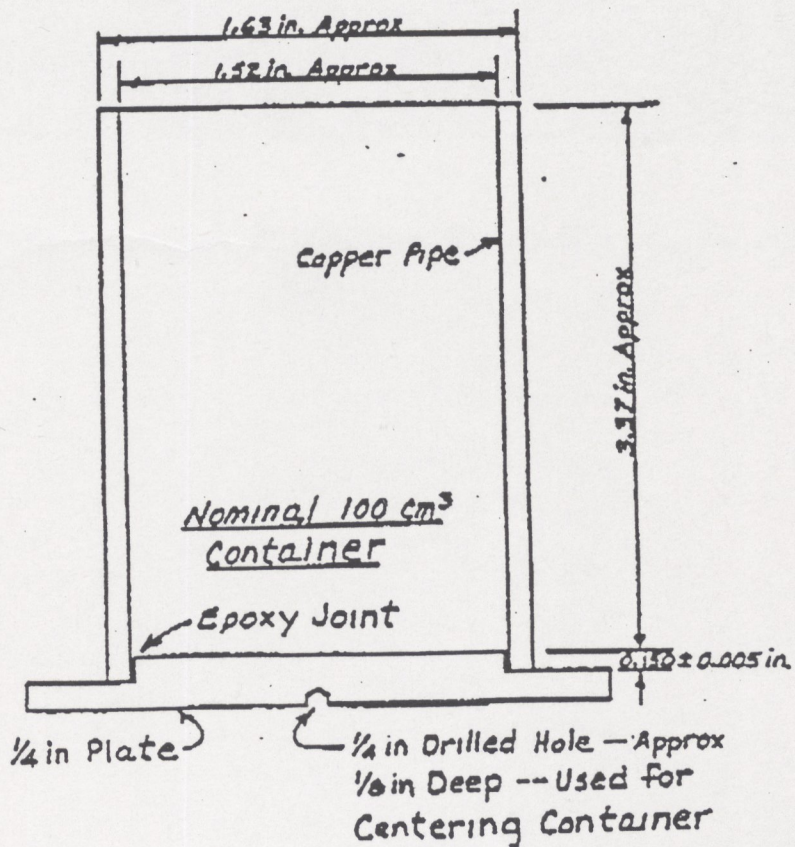 1.63 in. Approx
1.52 in. Approx
Copper Pipe
3.37 in. Approx
Nominal 100 cm³
Container
Epoxy Joint
0.150 ± 0.005 in.
1/4 in Plate
1/4 in Drilled Hole — Approx
1/8 in Deep -- Used for
Centering Container